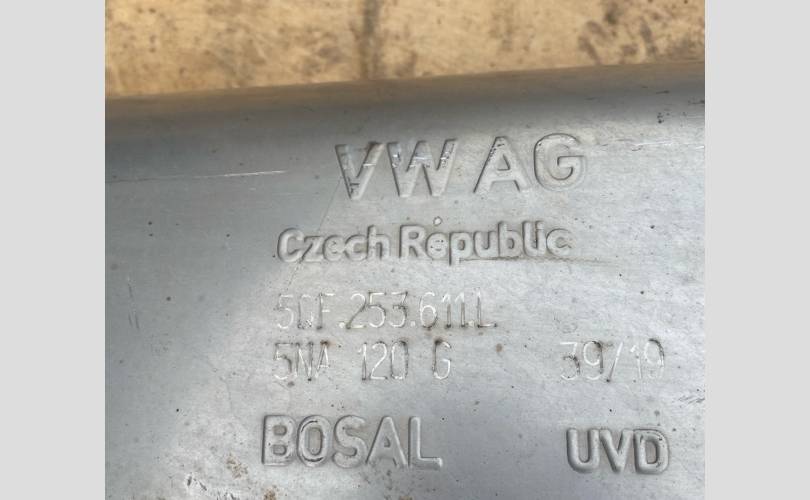 VW AG
Czech Republic
5QF.253.611.L
5NA 120 G 39/19
BOSAL UVD